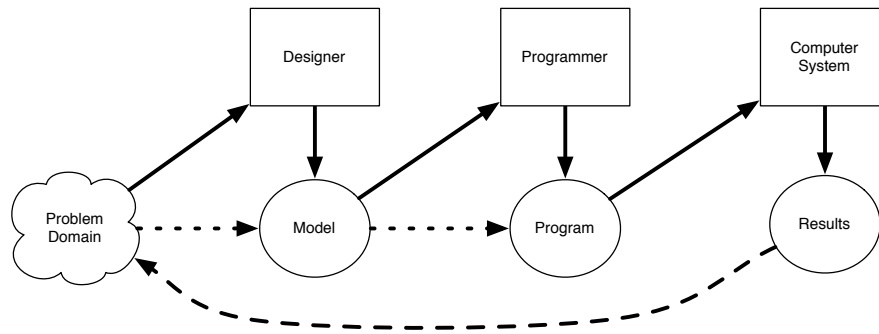 Designer
Programmer
Computer
System
Problem
Domain
Model
Program
Results